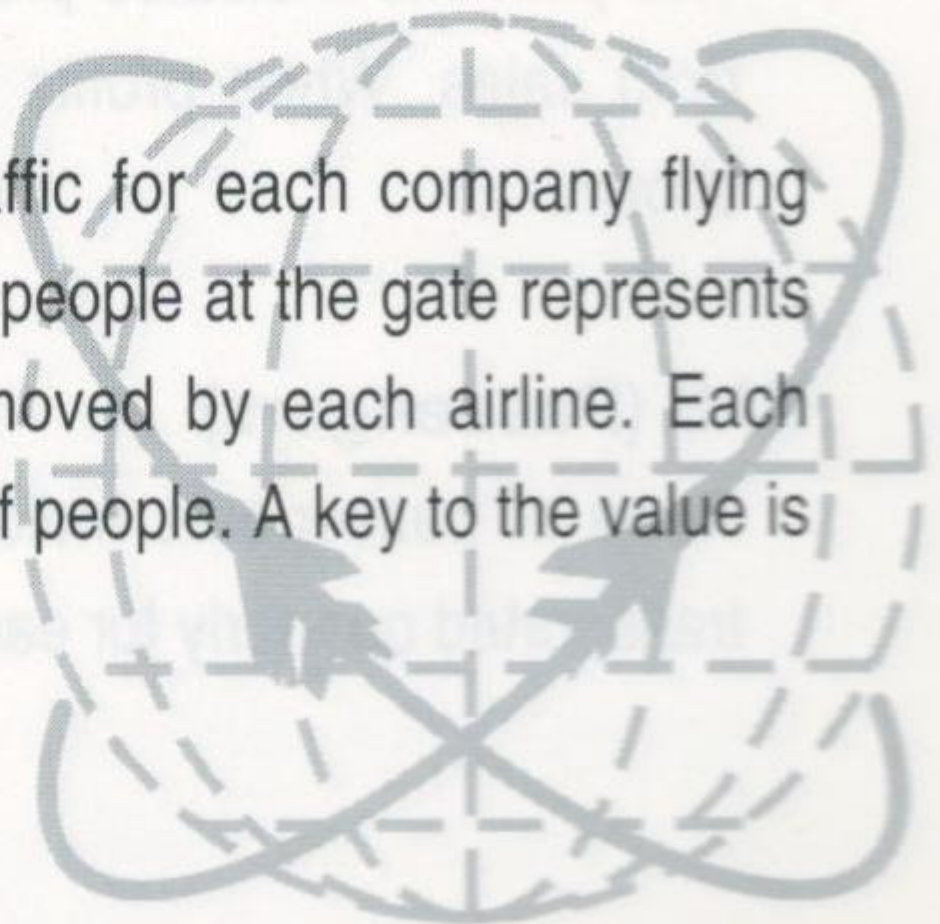 ffic for each company flying
people at the gate represents
moved by each airline. Each
f people. A key to the value is